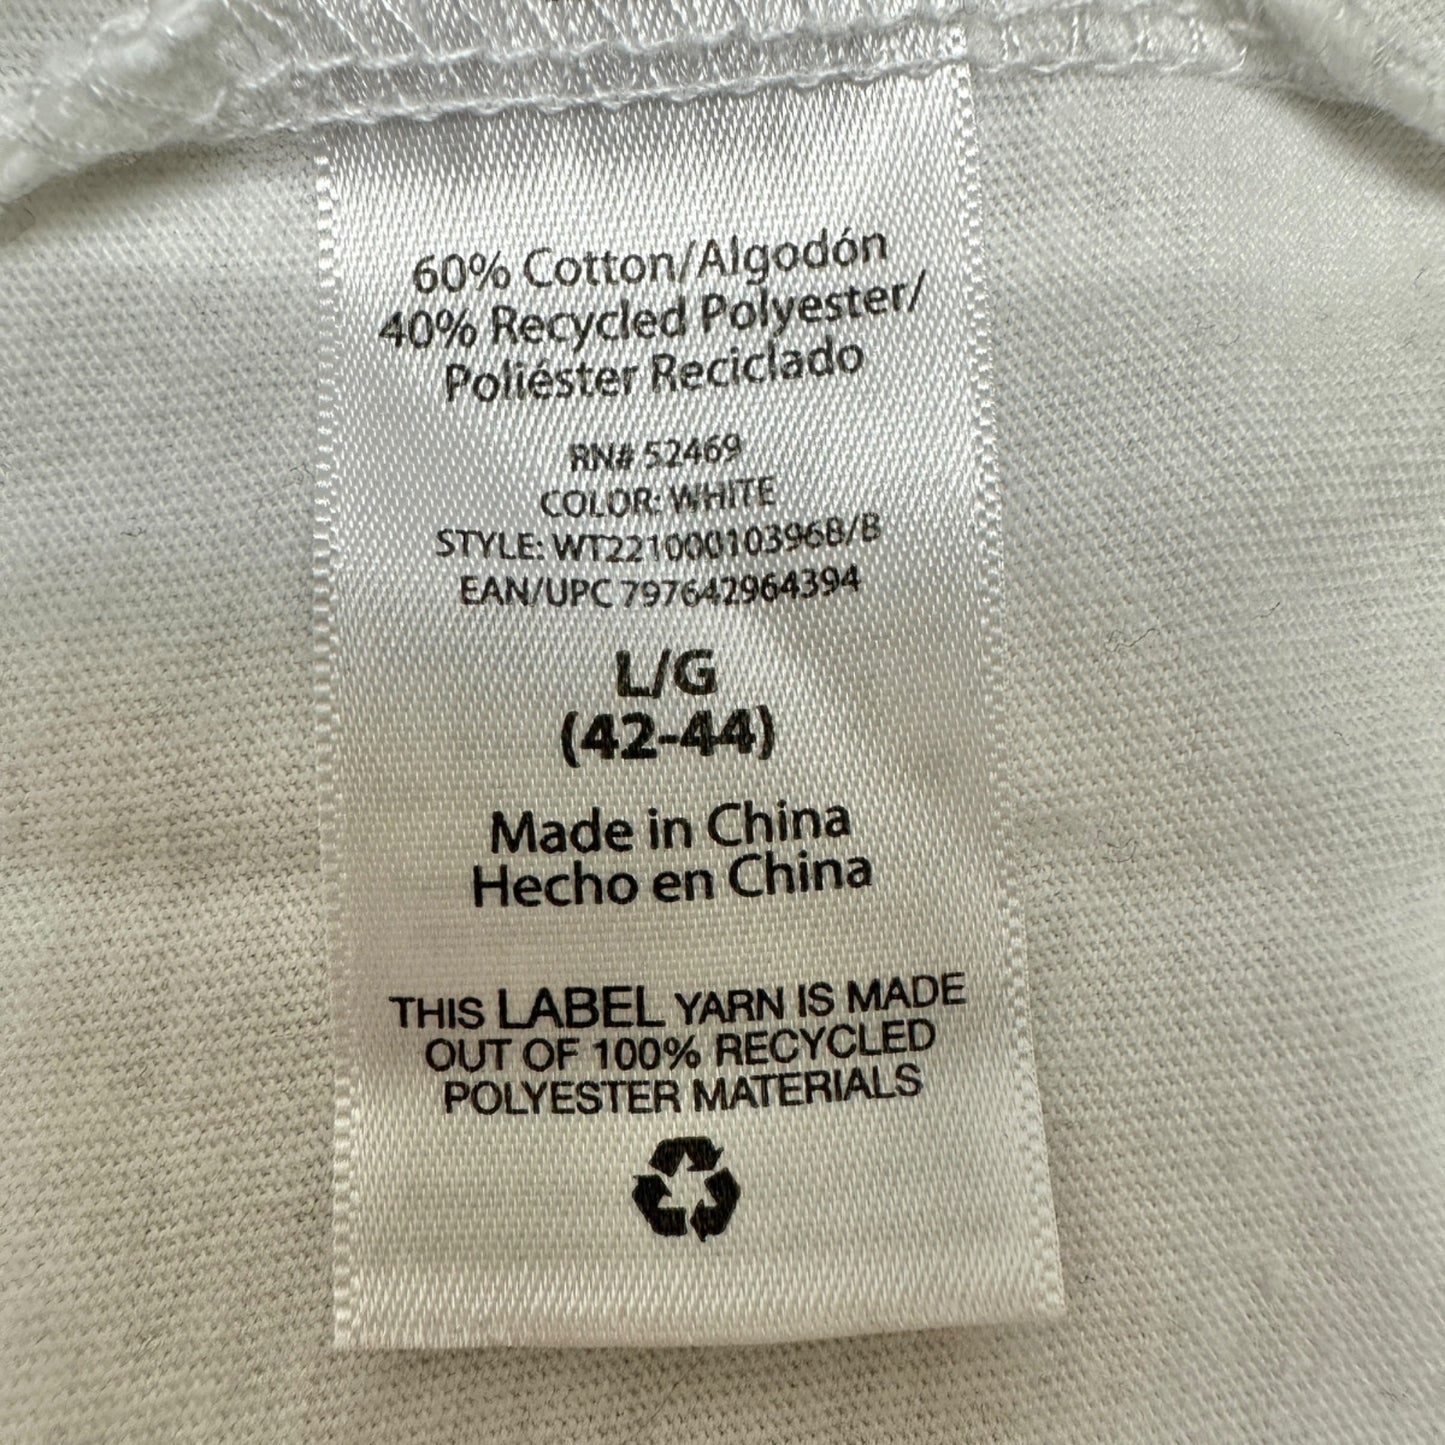 60% Cotton/Algodón
40% Recycled Polyester/
Poliéster Reciclado
RN# 52469
COLOR: WHITE
STYLE: WT22100010396B/B
EAN/UPC 797642964394
L/G
(42-44)
Made in China
Hecho en China
THIS LABEL YARN IS MADE
OUT OF 100% RECYCLED
POLYESTER MATERIALS